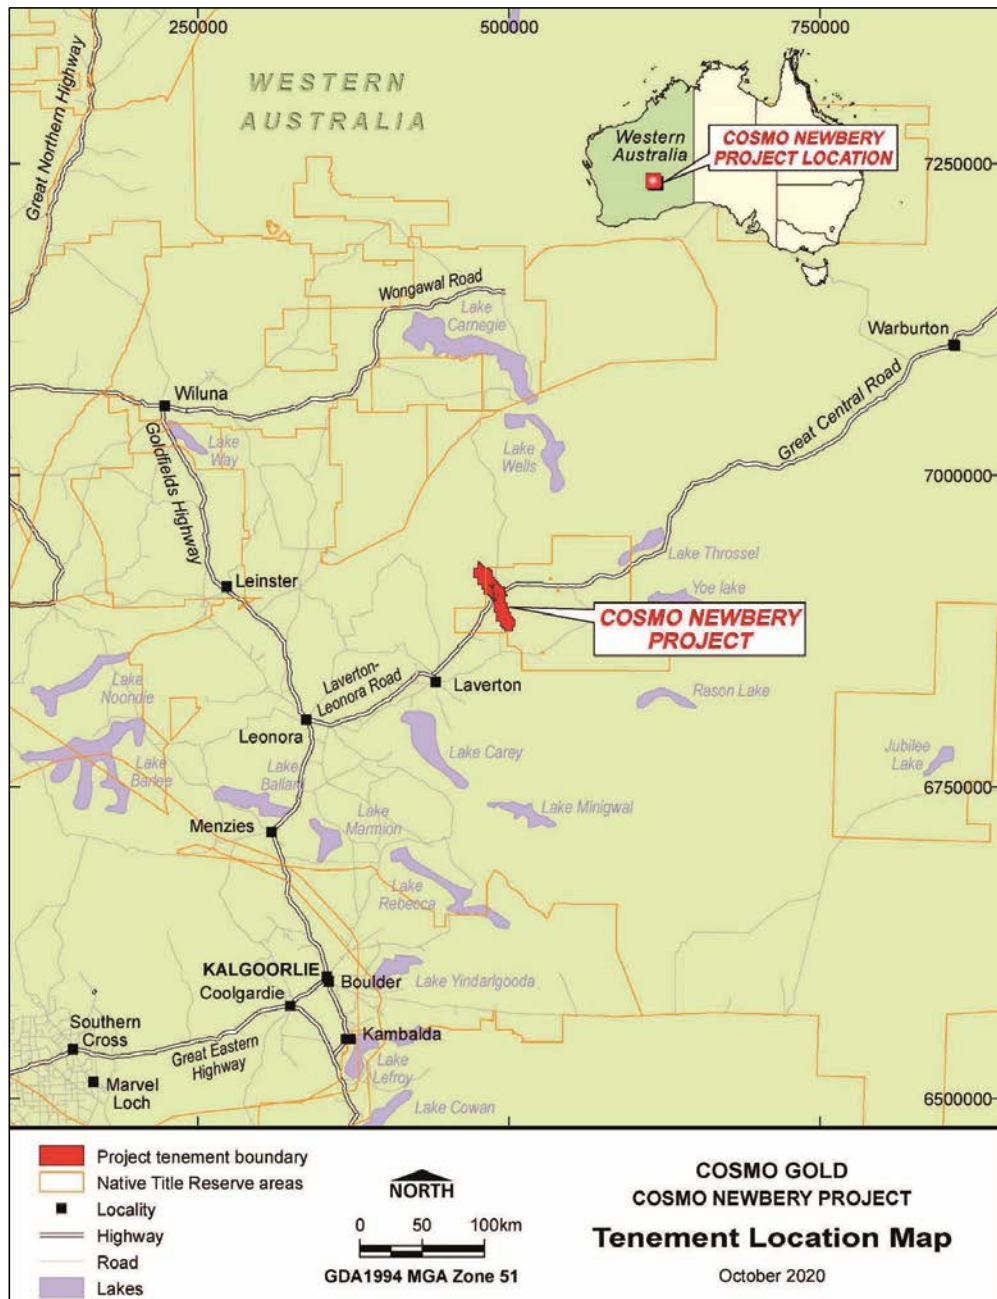 250000
500000
750000
WESTERN
AUSTRALIA
Great Northern Highway
Western
Australia
COSMO NEWBERY
PROJECT LOCATION
7250000
Wongawal Road
Lake
Carnegie
Warburton
Wiluna
Great Central Road
Lake
Way
Goldfields Highway
Lake
Wells
7000000
Lake Throssel
Leinster
Yoe lake
COSMO NEWBERY
PROJECT
Lake
Noondie
Laverton-
Leonora Road
Laverton
Rason Lake
Leonora
Lake Carey
Jubilee
Lake
Lake
Barlee
Lake
Ballard
6750000
Lake Minigwal
Menzies
Lake
Marmion
Lake
Rebecca
KALGOORLIE
Boulder
Lake Yindarlgooda
Coolgardie
Southern
Cross
Kambalda
Great Eastern
Highway
Lake
Lefroy
Marvel
Loch
6500000
Lake Cowan
Project tenement boundary
Native Title Reserve areas
Locality
Highway
Road
Lakes
NORTH
0 50 100km
GDA1994 MGA Zone 51
COSMO GOLD
COSMO NEWBERY PROJECT
Tenement Location Map
October 2020